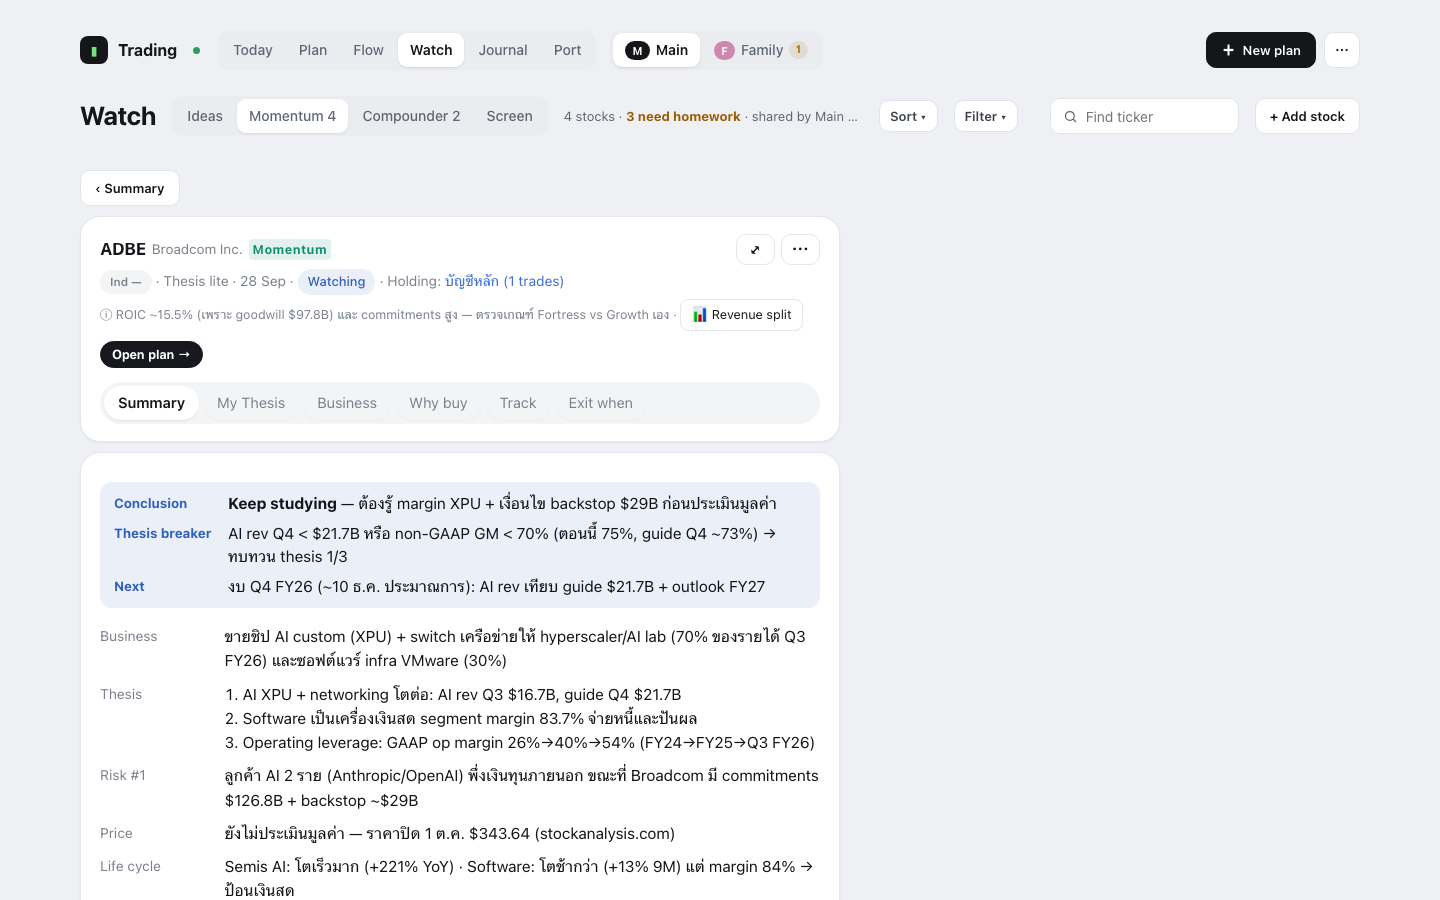 Trading
Today Plan Flow Watch Journal Port
M Main F Family 1
+ New plan
···
Watch
Ideas Momentum 4 Compounder 2 Screen
4 stocks · 3 need homework · shared by Main ...
Sort ▾
Filter ▾
Find ticker
+ Add stock
‹ Summary
ADBE Broadcom Inc. Momentum
Ind — · Thesis lite · 28 Sep · Watching · Holding: บัญชีหลัก (1 trades)
ⓘ ROIC ~15.5% (เพราะ goodwill $97.8B) และ commitments สูง — ตรวจเกณฑ์ Fortress vs Growth เอง · Revenue split
Open plan →
Summary My Thesis Business Why buy Track Exit when
Conclusion Keep studying — ต้องรู้ margin XPU + เงื่อนไข backstop $29B ก่อนประเมินมูลค่า
Thesis breaker AI rev Q4 < $21.7B หรือ non-GAAP GM < 70% (ตอนนี้ 75%, guide Q4 ~73%) →
ทบทวน thesis 1/3
Next งบ Q4 FY26 (~10 ธ.ค. ประมาณการ): AI rev เทียบ guide $21.7B + outlook FY27
Business ขายชิป AI custom (XPU) + switch เครือข่ายให้ hyperscaler/AI lab (70% ของรายได้ Q3
FY26) และซอฟต์แวร์ infra VMware (30%)
Thesis 1. AI XPU + networking โตต่อ: AI rev Q3 $16.7B, guide Q4 $21.7B
2. Software เป็นเครื่องเงินสด segment margin 83.7% จ่ายหนี้และปันผล
3. Operating leverage: GAAP op margin 26%→40%→54% (FY24→FY25→Q3 FY26)
Risk #1 ลูกค้า AI 2 ราย (Anthropic/OpenAI) พึ่งเงินทุนภายนอก ขณะที่ Broadcom มี commitments
$126.8B + backstop ~$29B
Price ยังไม่ประเมินมูลค่า — ราคาปิด 1 ต.ค. $343.64 (stockanalysis.com)
Life cycle Semis AI: โตเร็วมาก (+221% YoY) · Software: โตช้ากว่า (+13% 9M) แต่ margin 84% →
ป้อนเงินสด